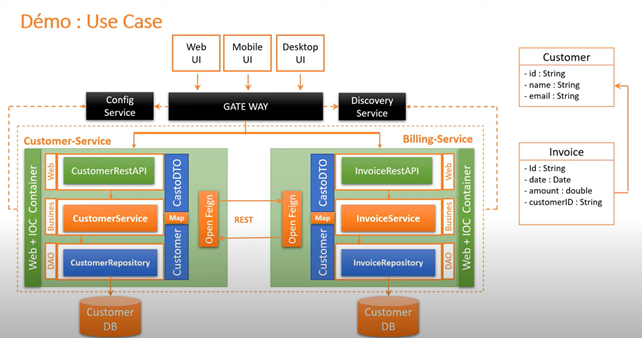 Démo : Use Case
Web
UI
Mobile
UI
Desktop
UI
Config
Service
GATE WAY
Discovery
Service
Customer
- id : String
- name : String
- email : String
Invoice
- Id : String
- date : Date
- amount : double
- customerID : String
Customer-Service
Web + IOC Container
CustomerRestAPI
Web
CustomerService
Busines
CustomerRepository
DAO
CastoDTO
Map
Customer
Open Feign
REST
Billing-Service
Open Feign
CastoDTO
Map
Customer
InvoiceRestAPI
Web
InvoiceService
Busines
InvoiceRepository
DAO
Web + IOC Container
Customer
DB
Customer
DB